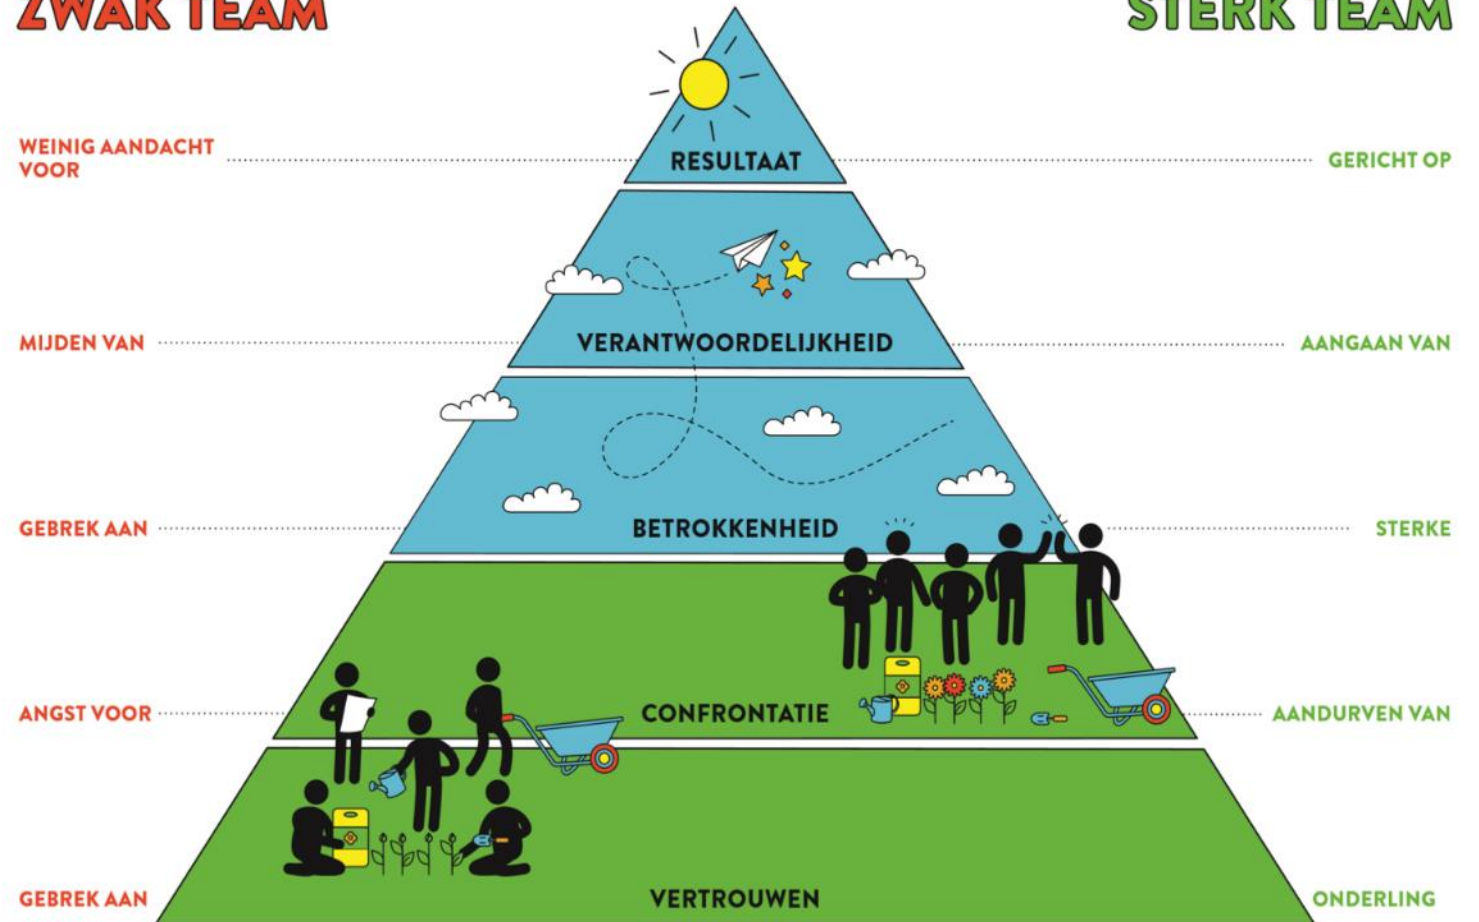 ZWAK TEAM
STERK TEAM
WEINIG AANDACHT
VOOR
RESULTAAT
GERICHT OP
MIJDEN VAN
VERANTWOORDELIJKHEID
AANGAAN VAN
GEBREK AAN
BETROKKENHEID
STERKE
ANGST VOOR
CONFRONTATIE
AANDURVEN VAN
GEBREK AAN
VERTROUWEN
ONDERLING